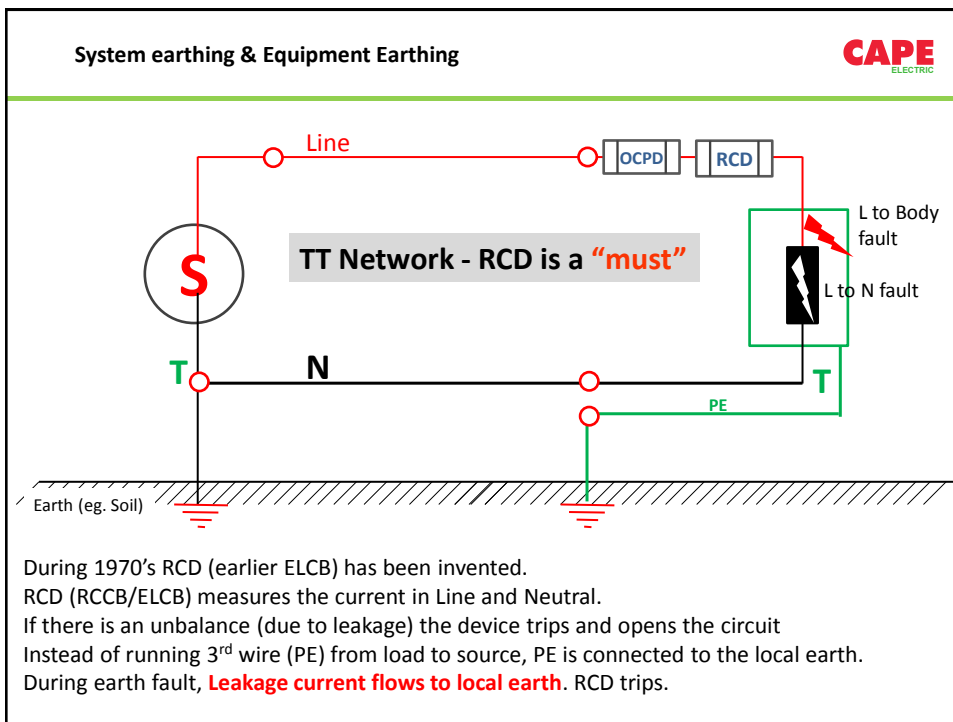 System earthing & Equipment Earthing
CAPE
ELECTRIC
Line
OCPD
RCD
L to Body
fault
TT Network - RCD is a “must”
S
L to N fault
T
N
T
PE
Earth (eg. Soil)
During 1970’s RCD (earlier ELCB) has been invented.
RCD (RCCB/ELCB) measures the current in Line and Neutral.
If there is an unbalance (due to leakage) the device trips and opens the circuit
Instead of running 3rd wire (PE) from load to source, PE is connected to the local earth.
During earth fault, Leakage current flows to local earth. RCD trips.